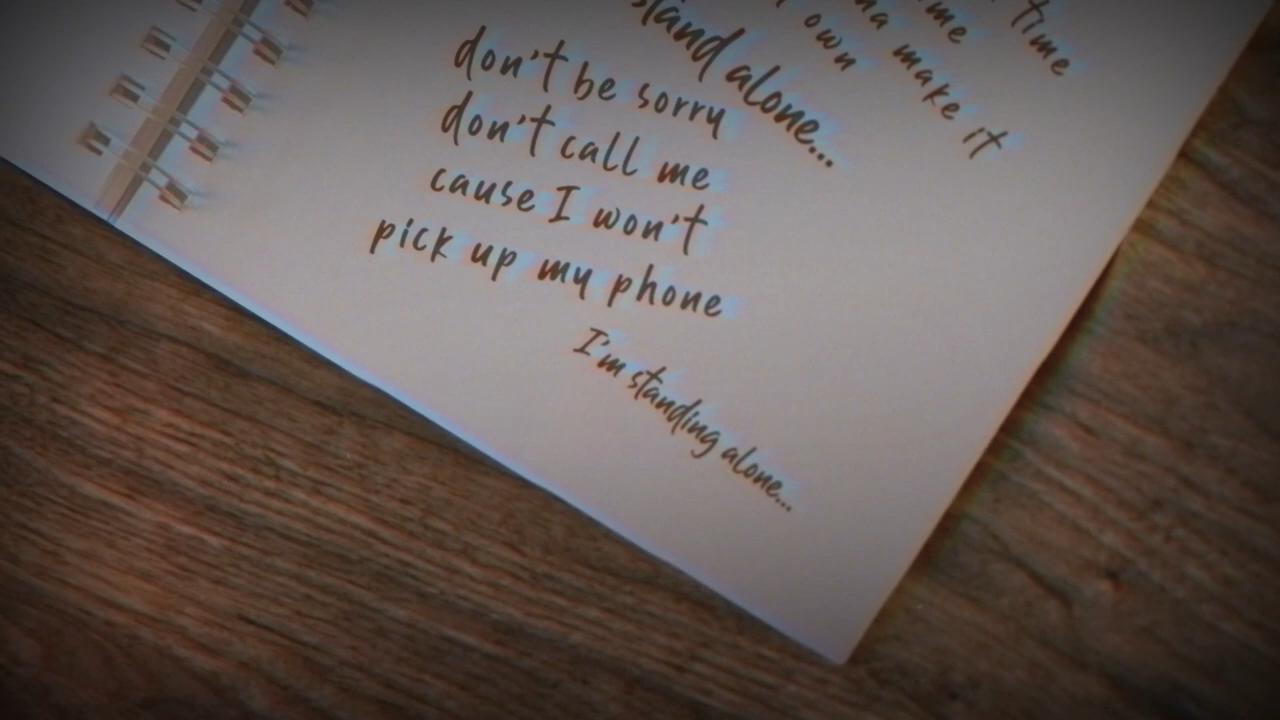 time
me
na make it
own
stand alone...
don't be sorry
don't call me
cause I won't
pick up my phone
I'm standing alone...